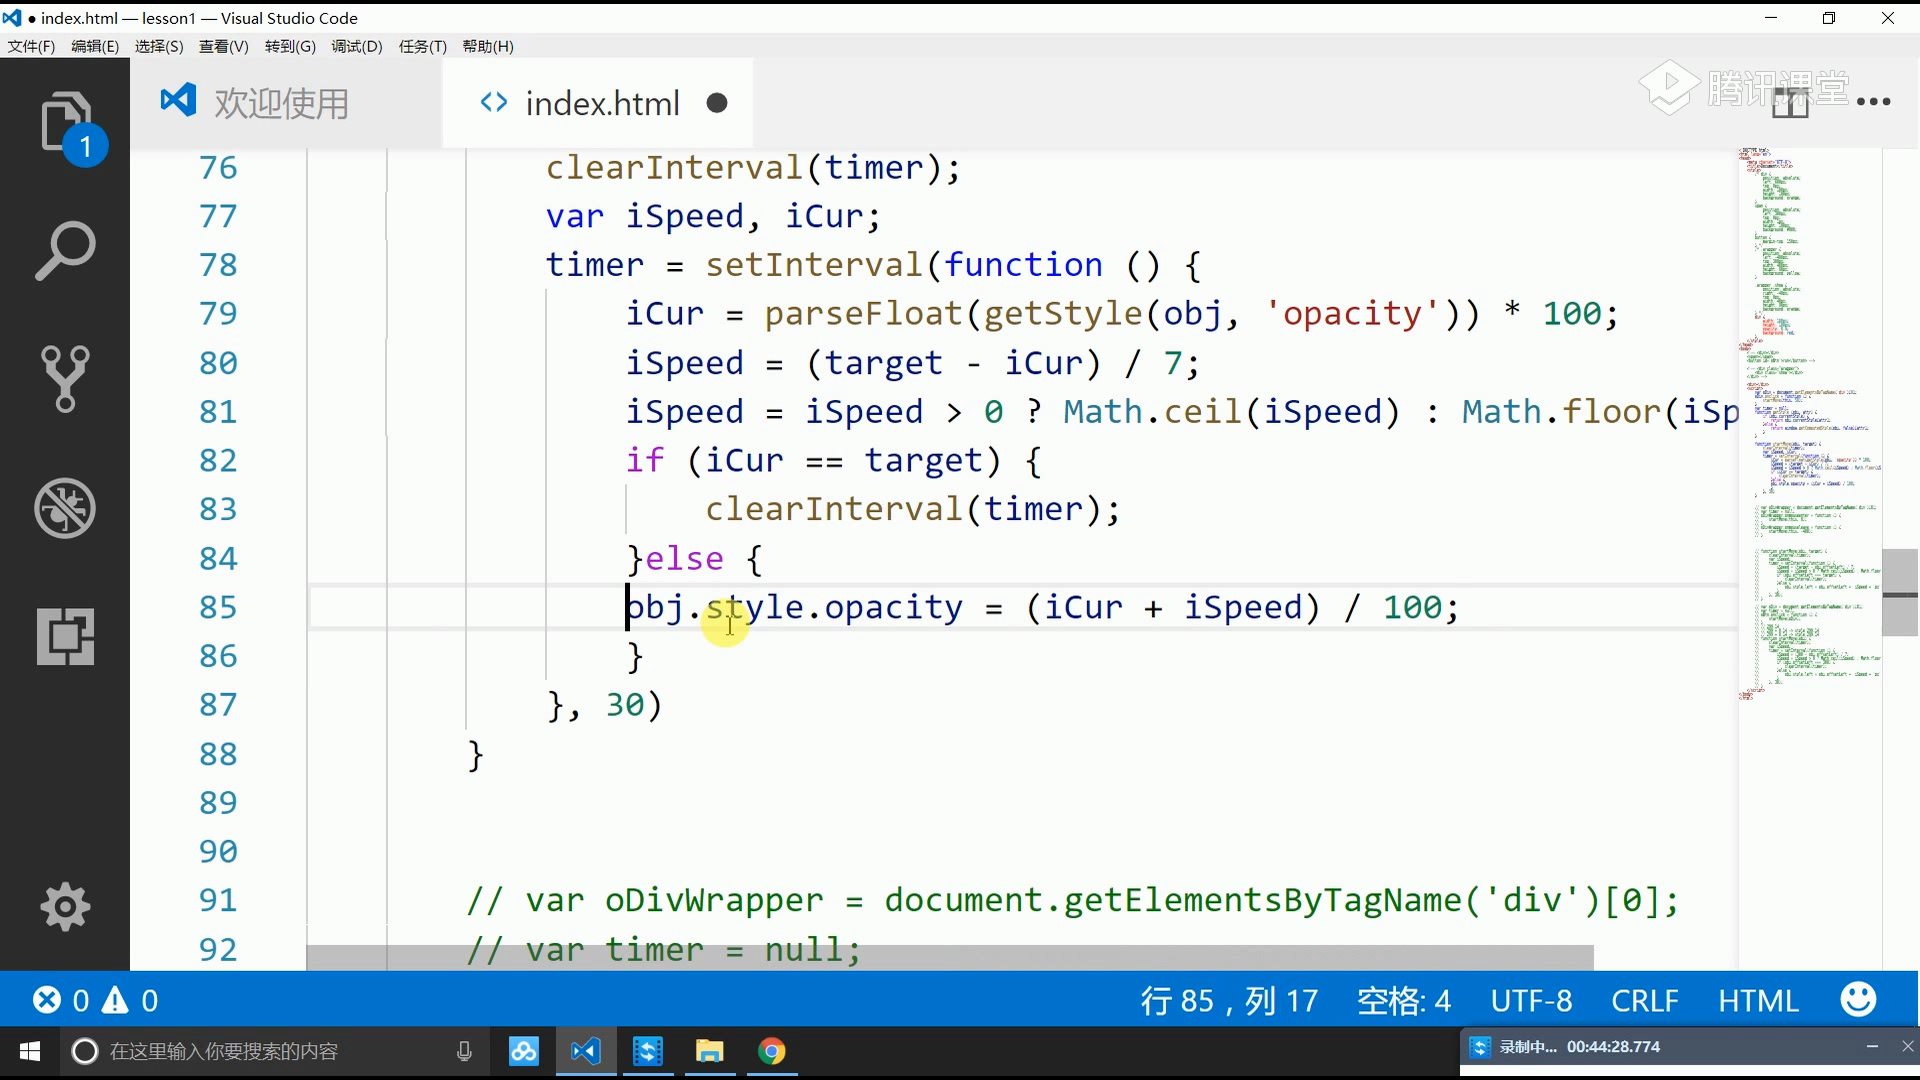 index.html — lesson1 — Visual Studio Code
文件(F) 编辑(E) 选择(S) 查看(V) 转到(G) 调试(D) 任务(T) 帮助(H)
欢迎使用 index.html
腾讯课堂
1
76 clearInterval(timer);
77 var iSpeed, iCur;
78 timer = setInterval(function () {
79 iCur = parseFloat(getStyle(obj, 'opacity')) * 100;
80 iSpeed = (target - iCur) / 7;
81 iSpeed = iSpeed > 0 ? Math.ceil(iSpeed) : Math.floor(iSp
82 if (iCur == target) {
83 clearInterval(timer);
84 }else {
85 obj.style.opacity = (iCur + iSpeed) / 100;
86 }
87 }, 30)
88 }
89
90
91 // var oDivWrapper = document.getElementsByTagName('div')[0];
92 // var timer = null;
0 0 行 85，列 17 空格: 4 UTF-8 CRLF HTML
在这里输入你要搜索的内容
录制中... 00:44:28.774